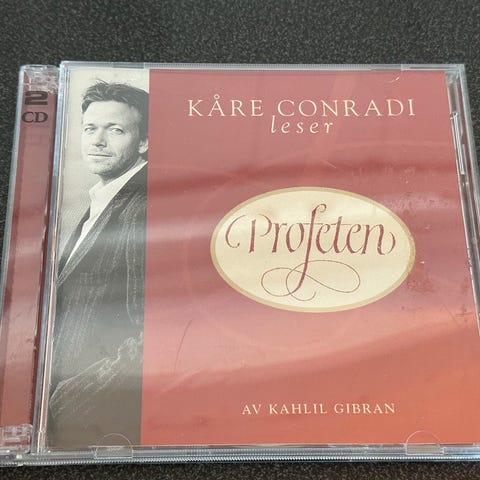 2
CD
KÅRE CONRADI
leser
Profeten
AV KAHLIL GIBRAN